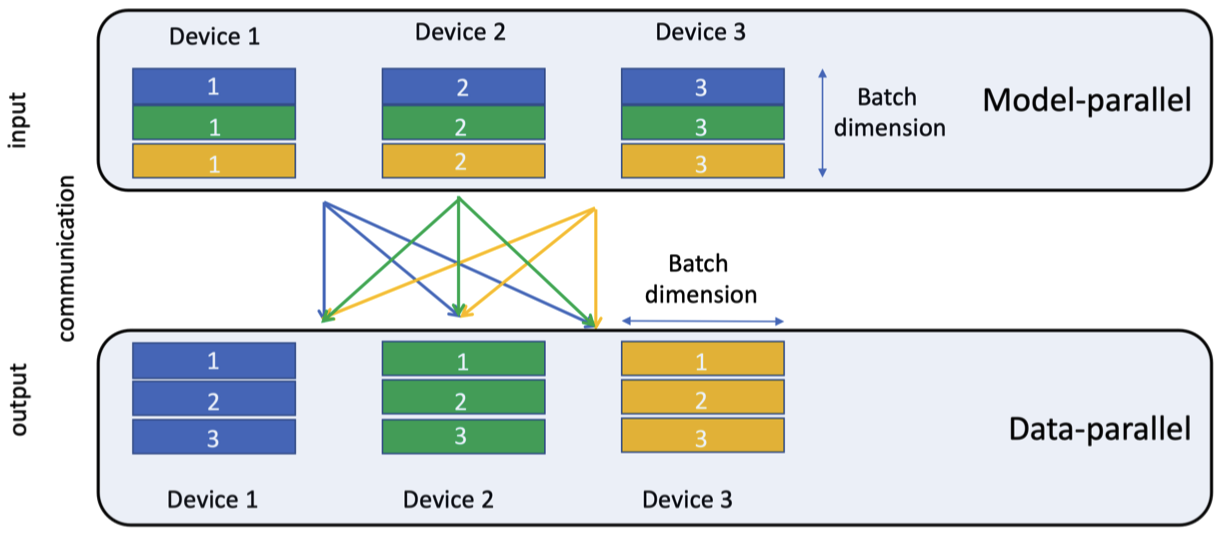 Device 1
Device 2
Device 3
input
1
2
3
1
2
3
1
2
3
Batch
dimension
Model-parallel
communication
Batch
dimension
output
1
1
1
2
2
2
3
3
3
Data-parallel
Device 1
Device 2
Device 3